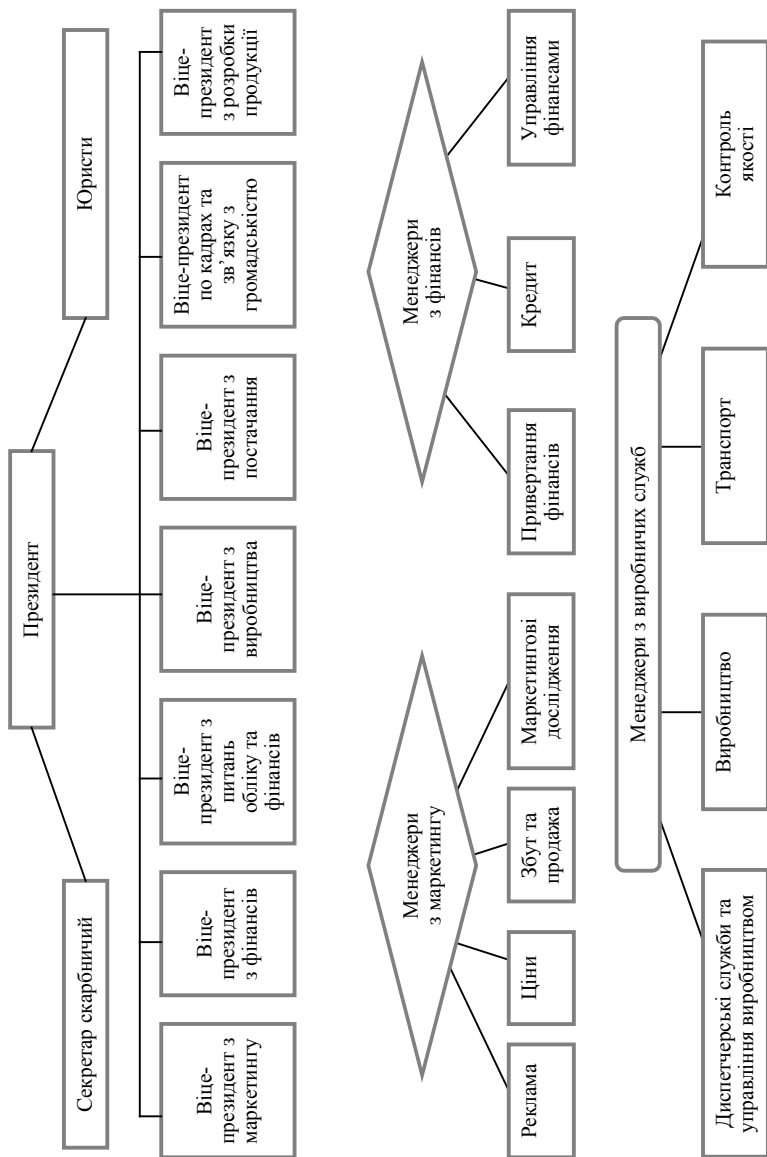 Президент
Секретар скарбничий
Юристи
Віце-
президент з
маркетингу
Віце-
президент
з фінансів
Віце-
президент з
питань
обліку та
фінансів
Віце-
президент з
виробництва
Віце-
президент з
постачання
Віце-президент
по кадрах та
зв’язку з
громадськістю
Віце-
президент
з розробки
продукції
Менеджери
з маркетингу
Менеджери
з фінансів
Реклама
Ціни
Збут та
продажа
Маркетингові
дослідження
Привертання
фінансів
Кредит
Управління
фінансами
Менеджери з виробничих служб
Диспетчерські служби та
управління виробництвом
Виробництво
Транспорт
Контроль
якості